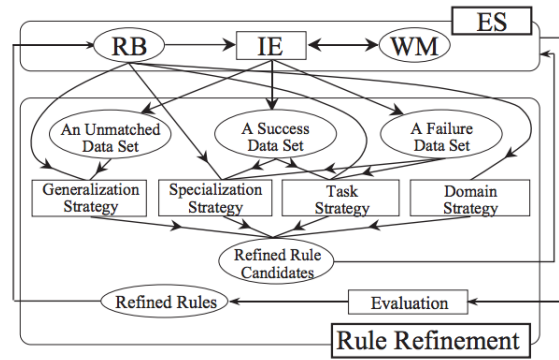 ES
RB
IE
WM
An Unmatched
Data Set
A Success
Data Set
A Failure
Data Set
Generalization
Strategy
Specialization
Strategy
Task
Strategy
Domain
Strategy
Refined Rule
Candidates
Refined Rules
Evaluation
Rule Refinement